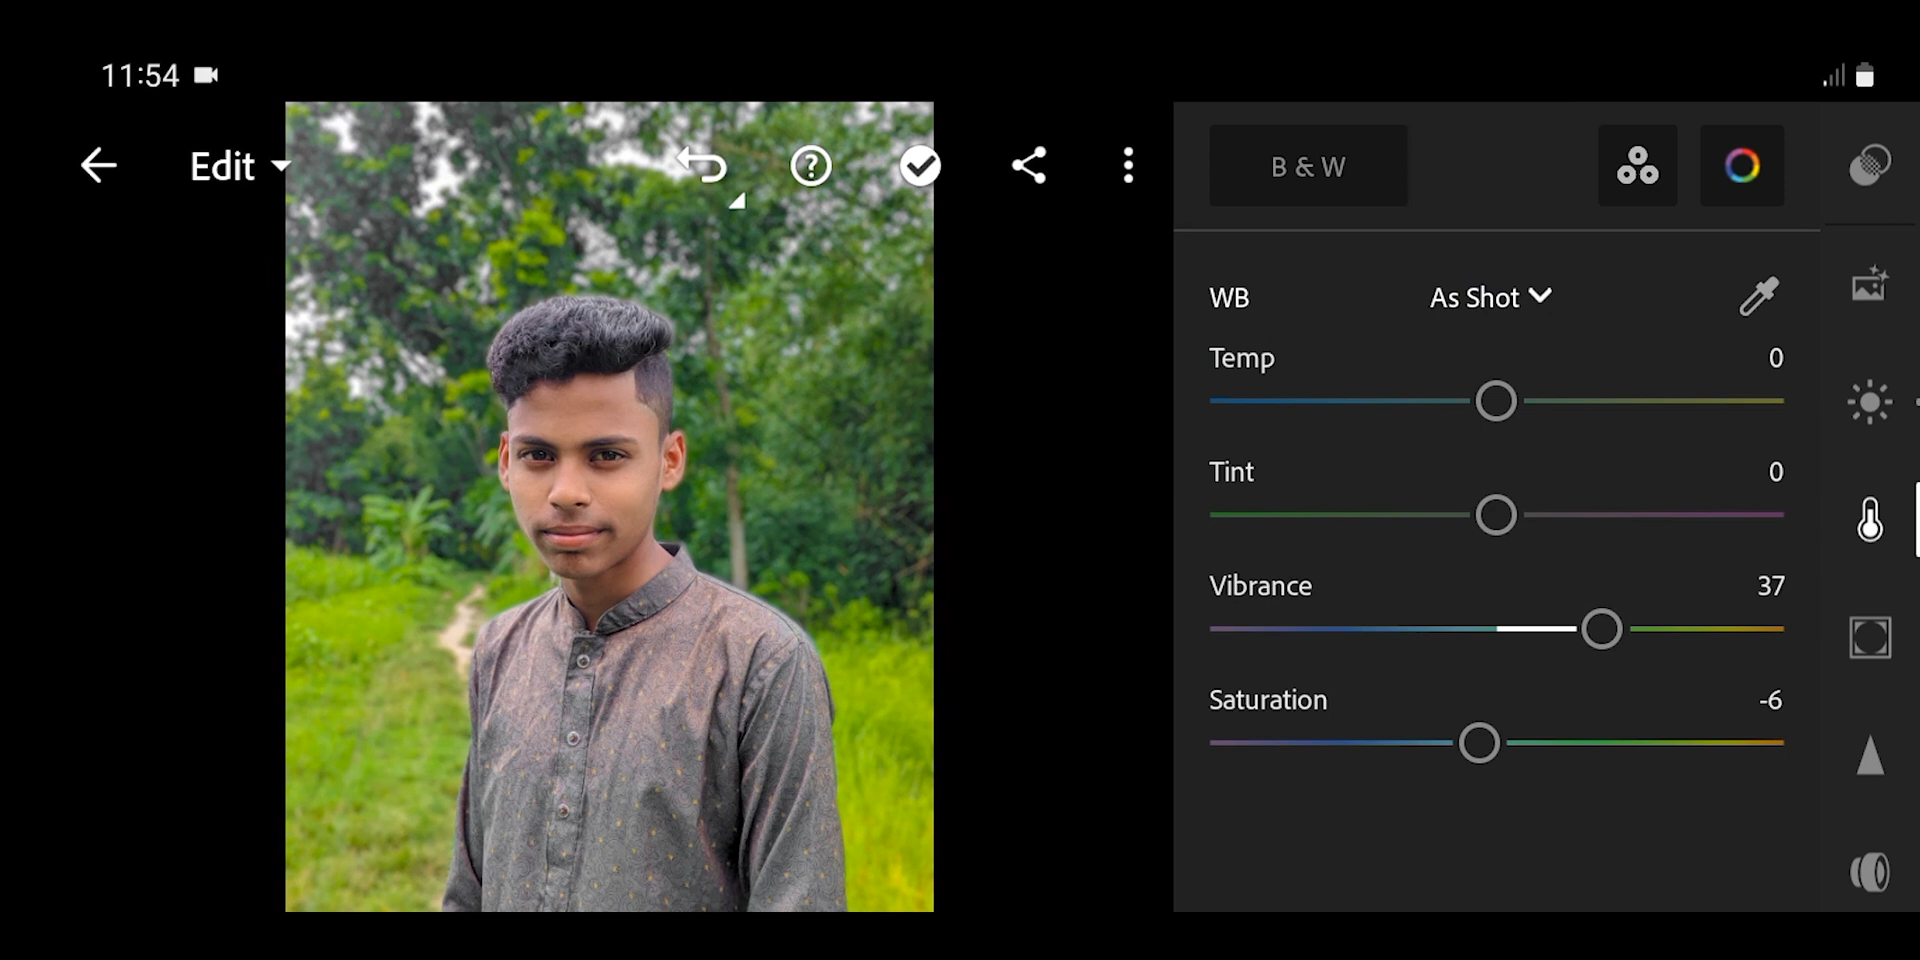 11:54
Edit
B & W
WB As Shot
Temp 0
Tint 0
Vibrance 37
Saturation -6